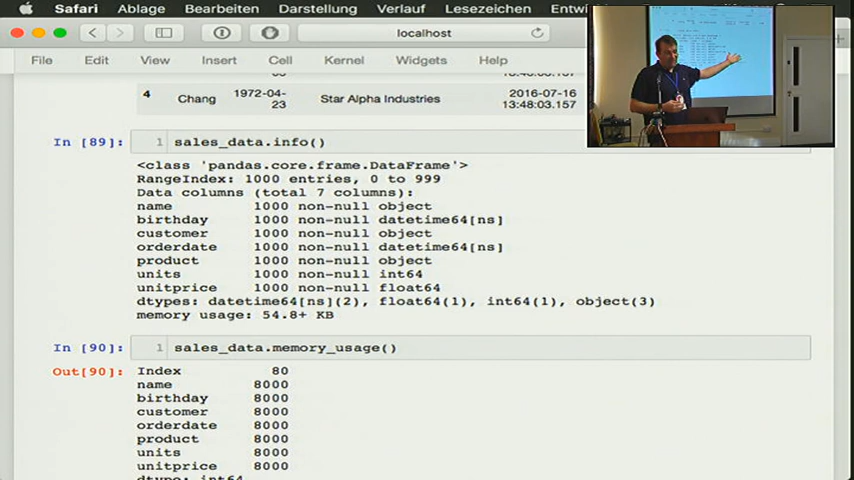 Safari Ablage Bearbeiten Darstellung Verlauf Lesezeichen
localhost
File Edit View Insert Cell Kernel Widgets Help
13:48:03.157
4 Chang 1972-04-23 Star Alpha Industries 2016-07-16 13:48:03.157
In [89]: 1 sales_data.info()
<class 'pandas.core.frame.DataFrame'>
RangeIndex: 1000 entries, 0 to 999
Data columns (total 7 columns):
name 1000 non-null object
birthday 1000 non-null datetime64[ns]
customer 1000 non-null object
orderdate 1000 non-null datetime64[ns]
product 1000 non-null object
units 1000 non-null int64
unitprice 1000 non-null float64
dtypes: datetime64[ns](2), float64(1), int64(1), object(3)
memory usage: 54.8+ KB
In [90]: 1 sales_data.memory_usage()
Out[90]: Index 80
name 8000
birthday 8000
customer 8000
orderdate 8000
product 8000
units 8000
unitprice 8000
dtype: int64